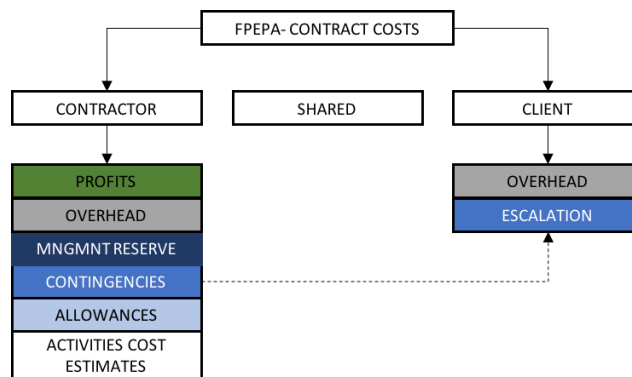 FPEPA- CONTRACT COSTS
CONTRACTOR
SHARED
CLIENT
PROFITS
OVERHEAD
MNGMNT RESERVE
CONTINGENCIES
ALLOWANCES
ACTIVITIES COST
ESTIMATES
OVERHEAD
ESCALATION